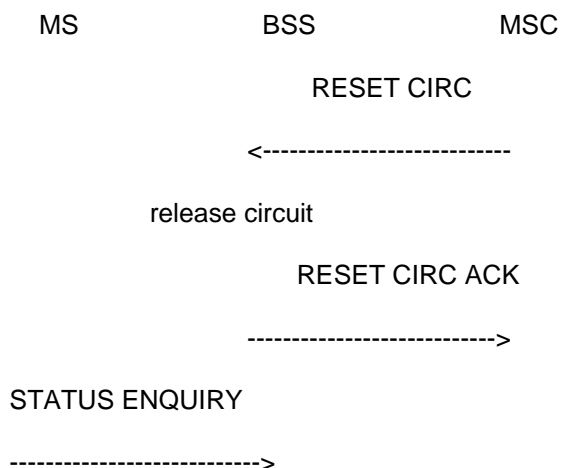 MS BSS MSC
RESET CIRC
<----------------------------
release circuit
RESET CIRC ACK
---------------------------->
STATUS ENQUIRY
---------------------------->